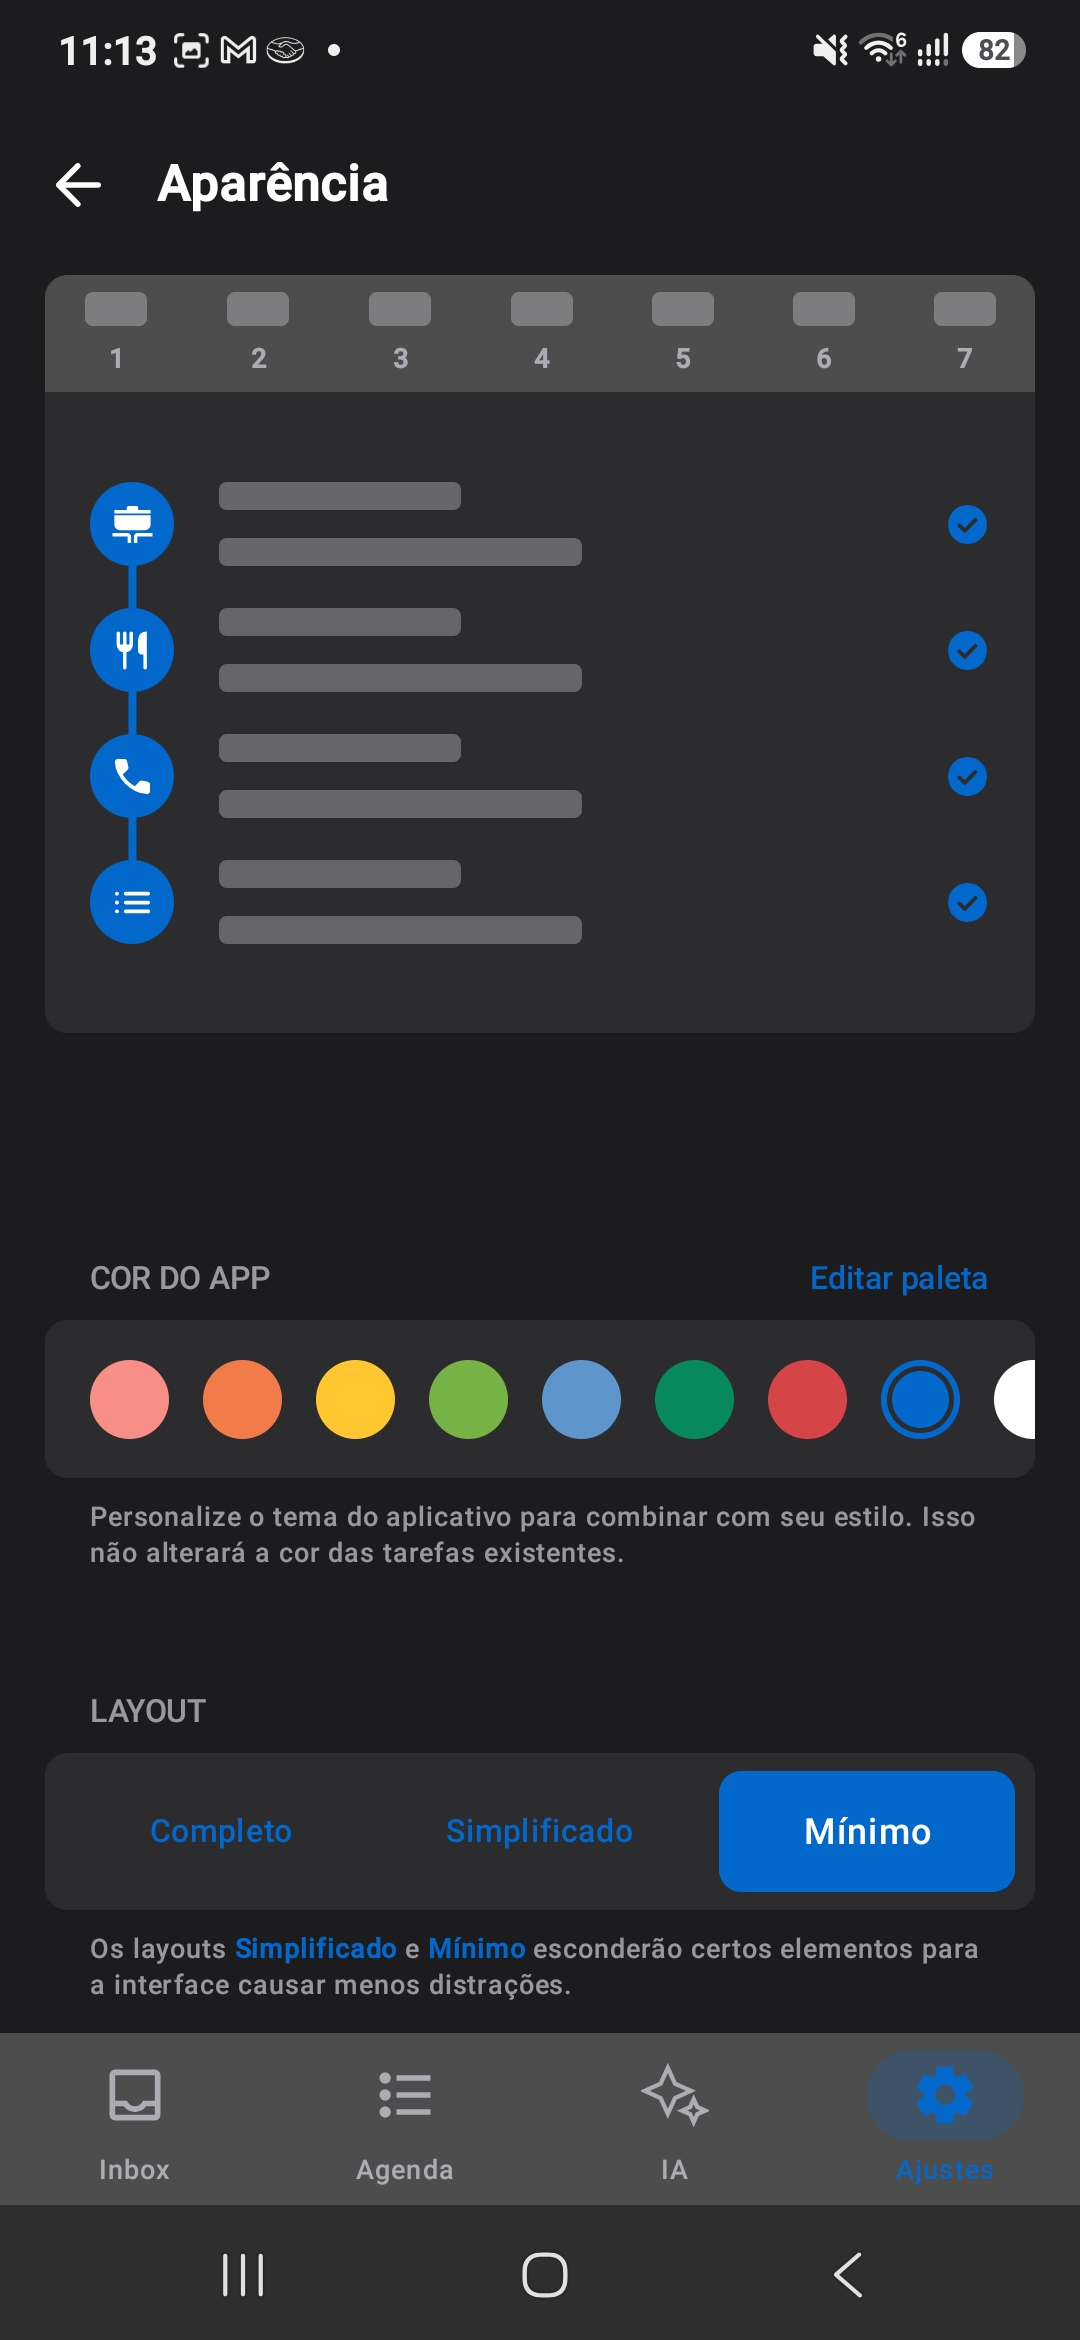 11:13
6
82
Aparência
1 2 3 4 5 6 7
COR DO APP
Editar paleta
Personalize o tema do aplicativo para combinar com seu estilo. Isso
não alterará a cor das tarefas existentes.
LAYOUT
Completo Simplificado Mínimo
Os layouts Simplificado e Mínimo esconderão certos elementos para
a interface causar menos distrações.
Inbox Agenda IA Ajustes